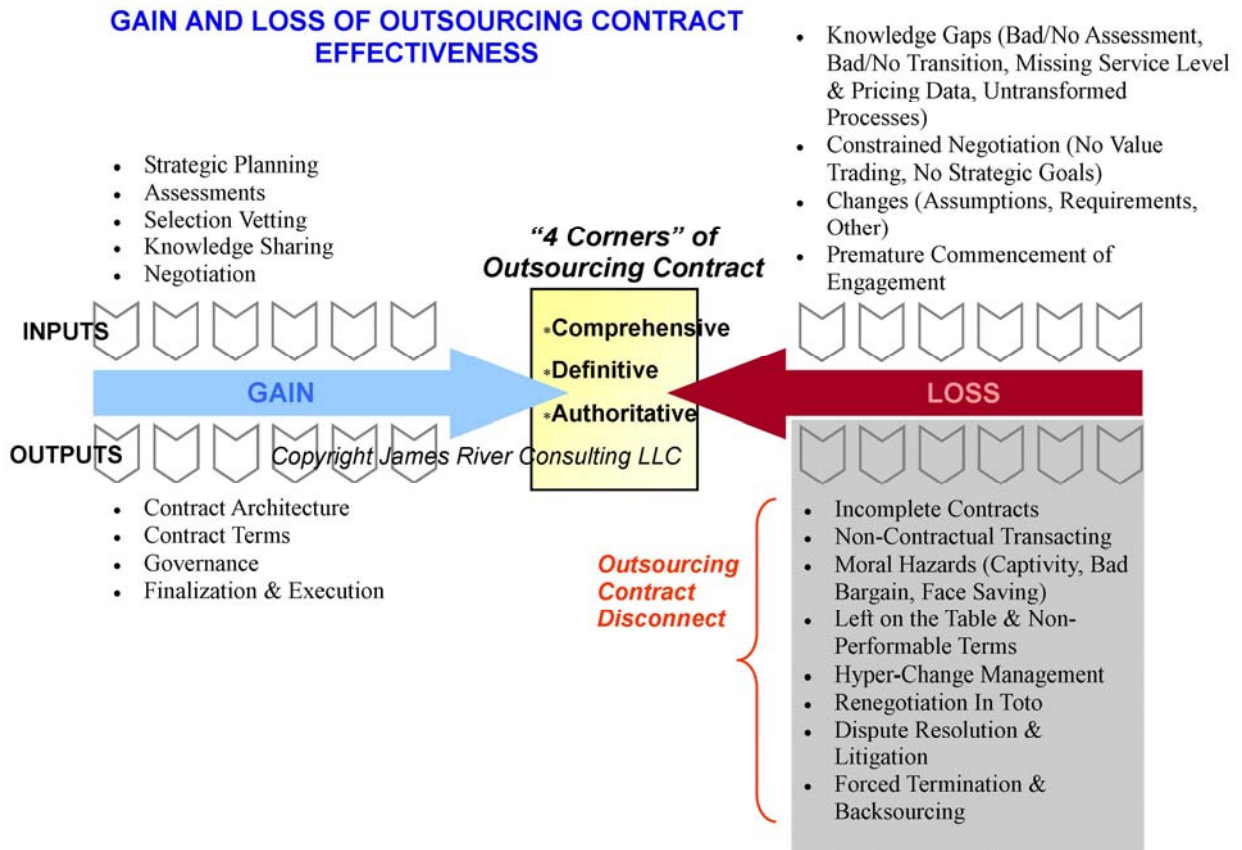 GAIN AND LOSS OF OUTSOURCING CONTRACT
EFFECTIVENESS
• Strategic Planning
• Assessments
• Selection Vetting
• Knowledge Sharing
• Negotiation
• Knowledge Gaps (Bad/No Assessment,
Bad/No Transition, Missing Service Level
& Pricing Data, Untransformed
Processes)
• Constrained Negotiation (No Value
Trading, No Strategic Goals)
• Changes (Assumptions, Requirements,
Other)
• Premature Commencement of
Engagement
“4 Corners” of
Outsourcing Contract
INPUTS
*Comprehensive
*Definitive
*Authoritative
GAIN
LOSS
OUTPUTS
Copyright James River Consulting LLC
• Contract Architecture
• Contract Terms
• Governance
• Finalization & Execution
Outsourcing
Contract
Disconnect
• Incomplete Contracts
• Non-Contractual Transacting
• Moral Hazards (Captivity, Bad
Bargain, Face Saving)
• Left on the Table & Non-
Performable Terms
• Hyper-Change Management
• Renegotiation In Toto
• Dispute Resolution &
Litigation
• Forced Termination &
Backsourcing